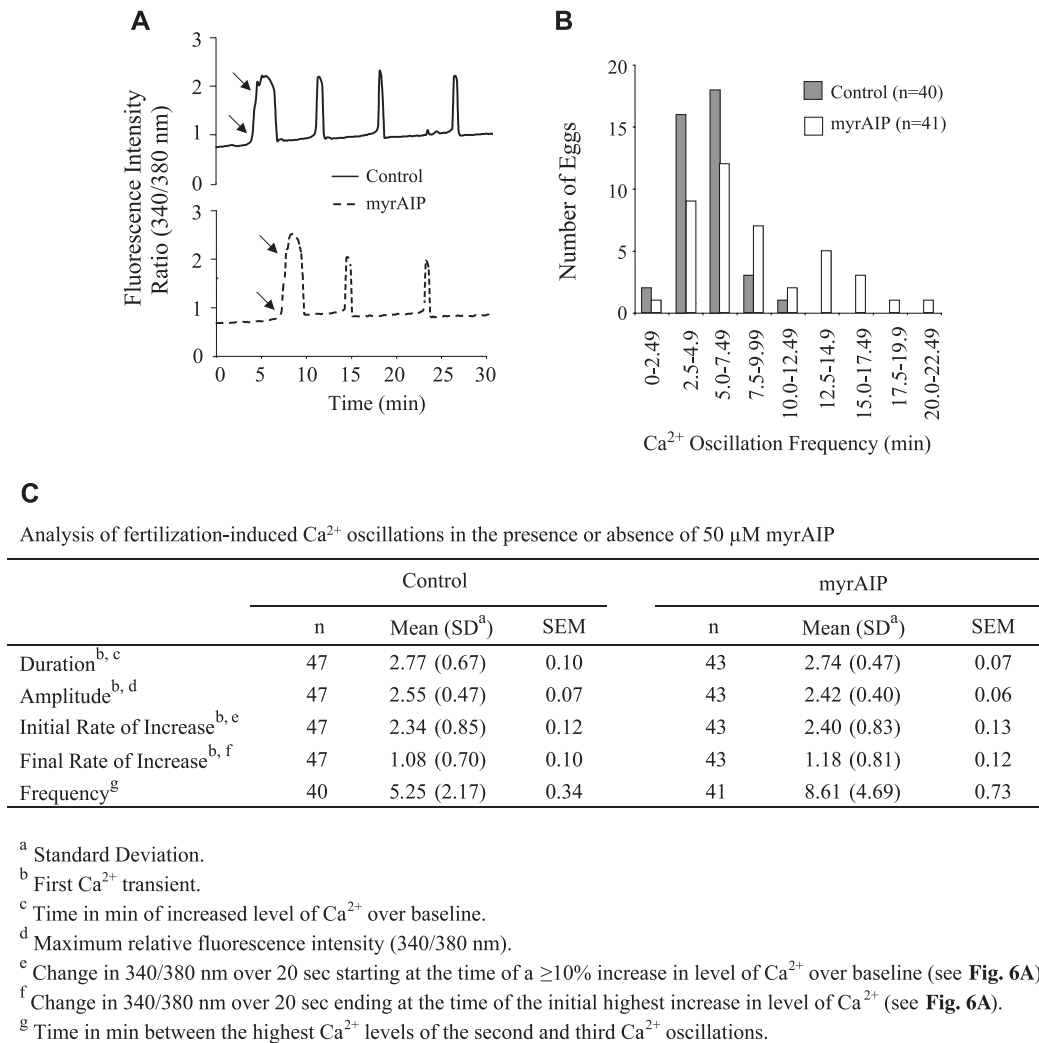 A
Fluorescence Intensity
Ratio (340/380 nm)
3
2
1
0
Control
myrAIP
3
2
1
0
0 5 10 15 20 25 30
Time (min)
B
Number of Eggs
20
15
10
5
0
Control (n=40)
myrAIP (n=41)
0-2.49
2.5-4.9
5.0-7.49
7.5-9.99
10.0-12.49
12.5-14.9
15.0-17.49
17.5-19.9
20.0-22.49
Ca²⁺ Oscillation Frequency (min)
C
Analysis of fertilization-induced Ca²⁺ oscillations in the presence or absence of 50 µM myrAIP
Control myrAIP
n Mean (SDᵃ) SEM n Mean (SDᵃ) SEM
Durationᵇ, ᶜ 47 2.77 (0.67) 0.10 43 2.74 (0.47) 0.07
Amplitudeᵇ, ᵈ 47 2.55 (0.47) 0.07 43 2.42 (0.40) 0.06
Initial Rate of Increaseᵇ, ᵉ 47 2.34 (0.85) 0.12 43 2.40 (0.83) 0.13
Final Rate of Increaseᵇ, ᶠ 47 1.08 (0.70) 0.10 43 1.18 (0.81) 0.12
Frequencyᵍ 40 5.25 (2.17) 0.34 41 8.61 (4.69) 0.73
ᵃ Standard Deviation.
ᵇ First Ca²⁺ transient.
ᶜ Time in min of increased level of Ca²⁺ over baseline.
ᵈ Maximum relative fluorescence intensity (340/380 nm).
ᵉ Change in 340/380 nm over 20 sec starting at the time of a ≥10% increase in level of Ca²⁺ over baseline (see Fig. 6A)
ᶠ Change in 340/380 nm over 20 sec ending at the time of the initial highest increase in level of Ca²⁺ (see Fig. 6A).
ᵍ Time in min between the highest Ca²⁺ levels of the second and third Ca²⁺ oscillations.